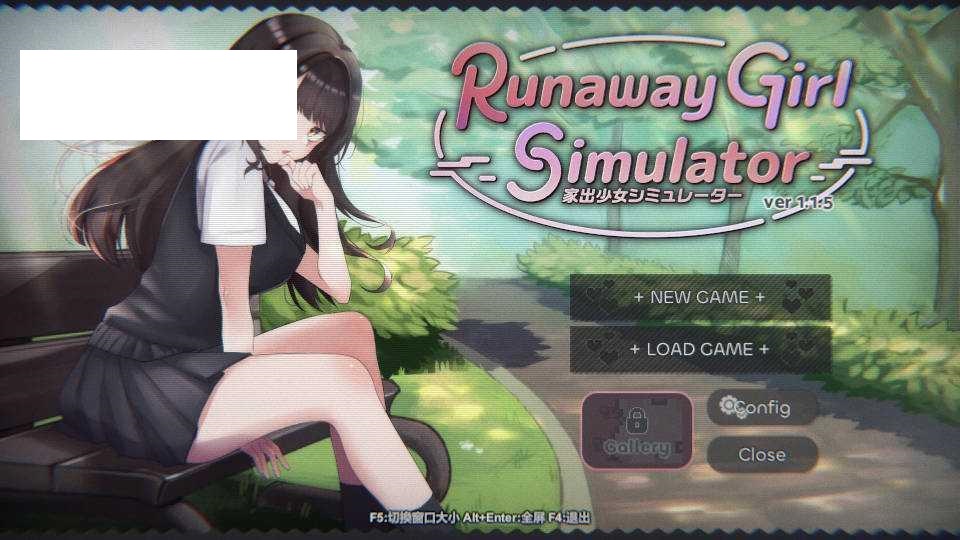 Runaway Girl
Simulator
家出少女シミュレーター
ver 1.1.5
+ NEW GAME +
+ LOAD GAME +
Gallery
Config
Close
F5:切換窗口大小 Alt+Enter:全屏 F4:退出